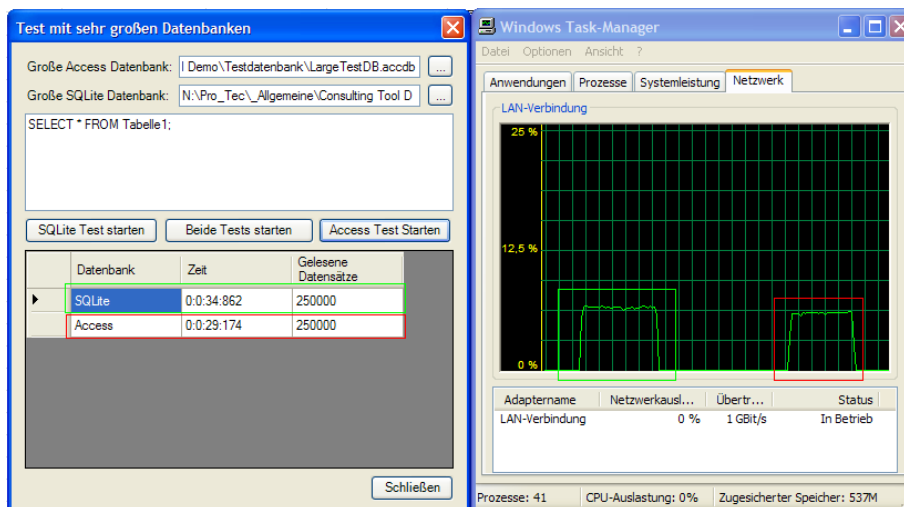 Test mit sehr großen Datenbanken
Große Access Datenbank: l Demo\Testdatenbank\LargeTestDB.accdb ...
Große SQLite Datenbank: N:\Pro_Tec\_Allgemeine\Consulting Tool D ...
SELECT * FROM Tabelle1;
SQLite Test starten Beide Tests starten Access Test Starten
Datenbank Zeit Gelesene Datensätze
SQLite 0:0:34:862 250000
Access 0:0:29:174 250000
Schließen
Windows Task-Manager
Datei Optionen Ansicht ?
Anwendungen Prozesse Systemleistung Netzwerk
LAN-Verbindung
25 %
12,5 %
0 %
Adaptername Netzwerkausl... Übertr... Status
LAN-Verbindung 0 % 1 GBit/s In Betrieb
Prozesse: 41 CPU-Auslastung: 0% Zugesicherter Speicher: 537M